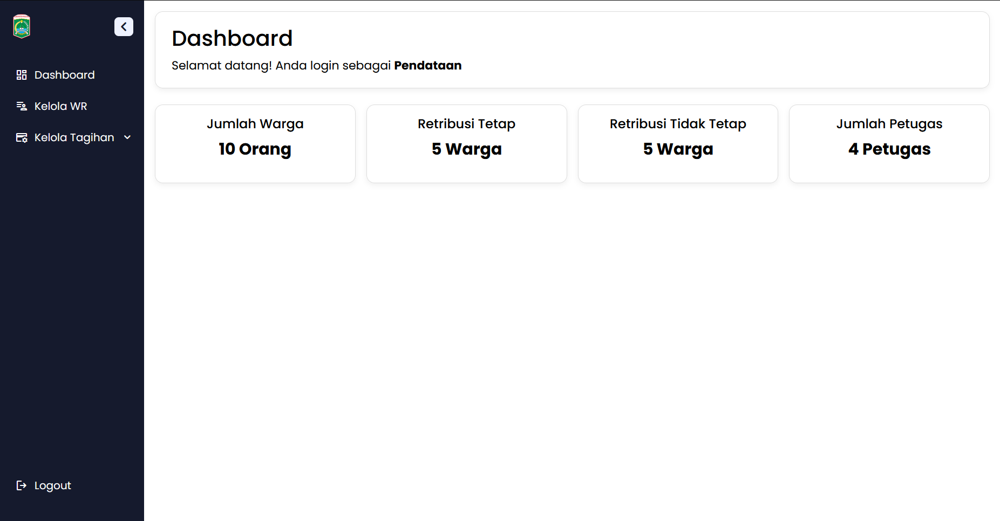 Dashboard
Kelola WR
Kelola Tagihan
Logout
Dashboard
Selamat datang! Anda login sebagai Pendataan
Jumlah Warga
10 Orang
Retribusi Tetap
5 Warga
Retribusi Tidak Tetap
5 Warga
Jumlah Petugas
4 Petugas